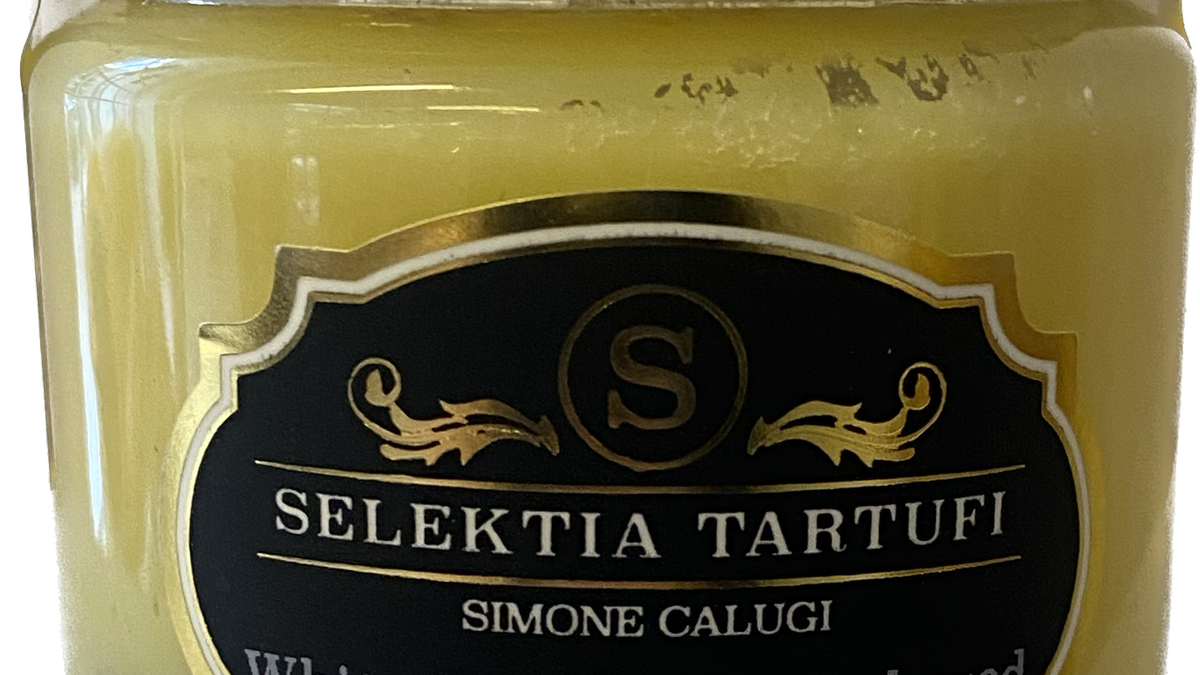 S
SELEKTIA TARTUFI
SIMONE CALUGI